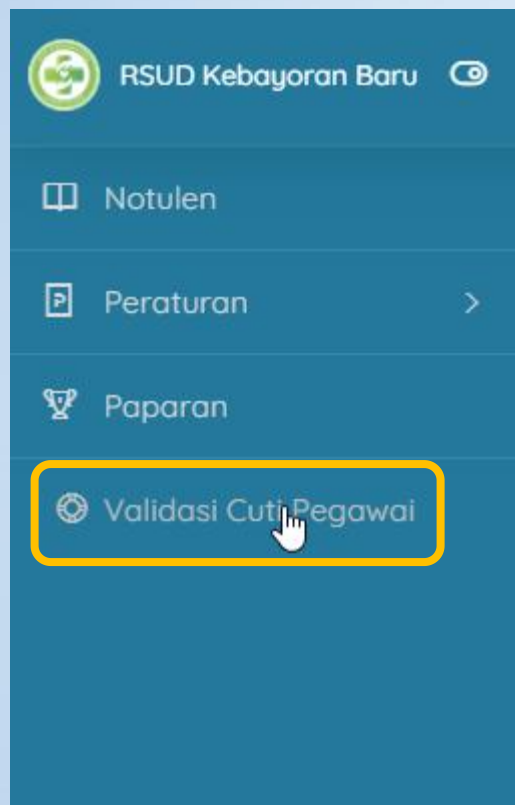 RSUD Kebayoran Baru
Notulen
Peraturan
Paparan
Validasi Cuti Pegawai